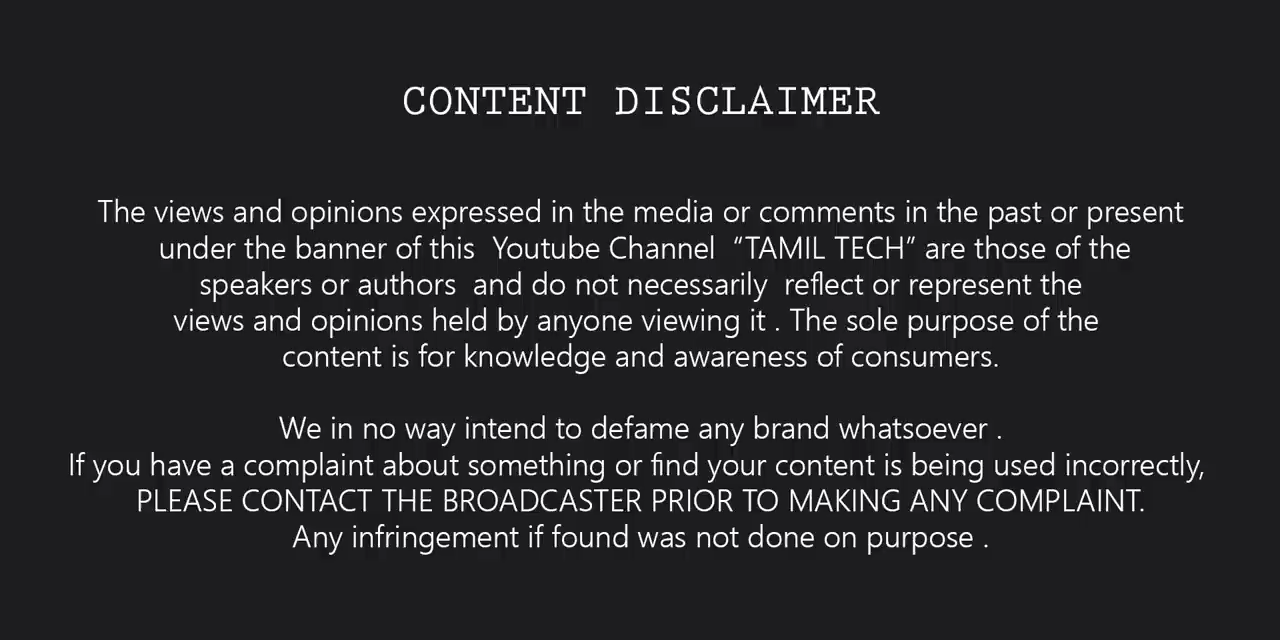 CONTENT DISCLAIMER
The views and opinions expressed in the media or comments in the past or present
under the banner of this  Youtube Channel  “TAMIL TECH” are those of the
speakers or authors  and do not necessarily  reflect or represent the
views and opinions held by anyone viewing it . The sole purpose of the
content is for knowledge and awareness of consumers.
We in no way intend to defame any brand whatsoever .
If you have a complaint about something or find your content is being used incorrectly,
PLEASE CONTACT THE BROADCASTER PRIOR TO MAKING ANY COMPLAINT.
Any infringement if found was not done on purpose .